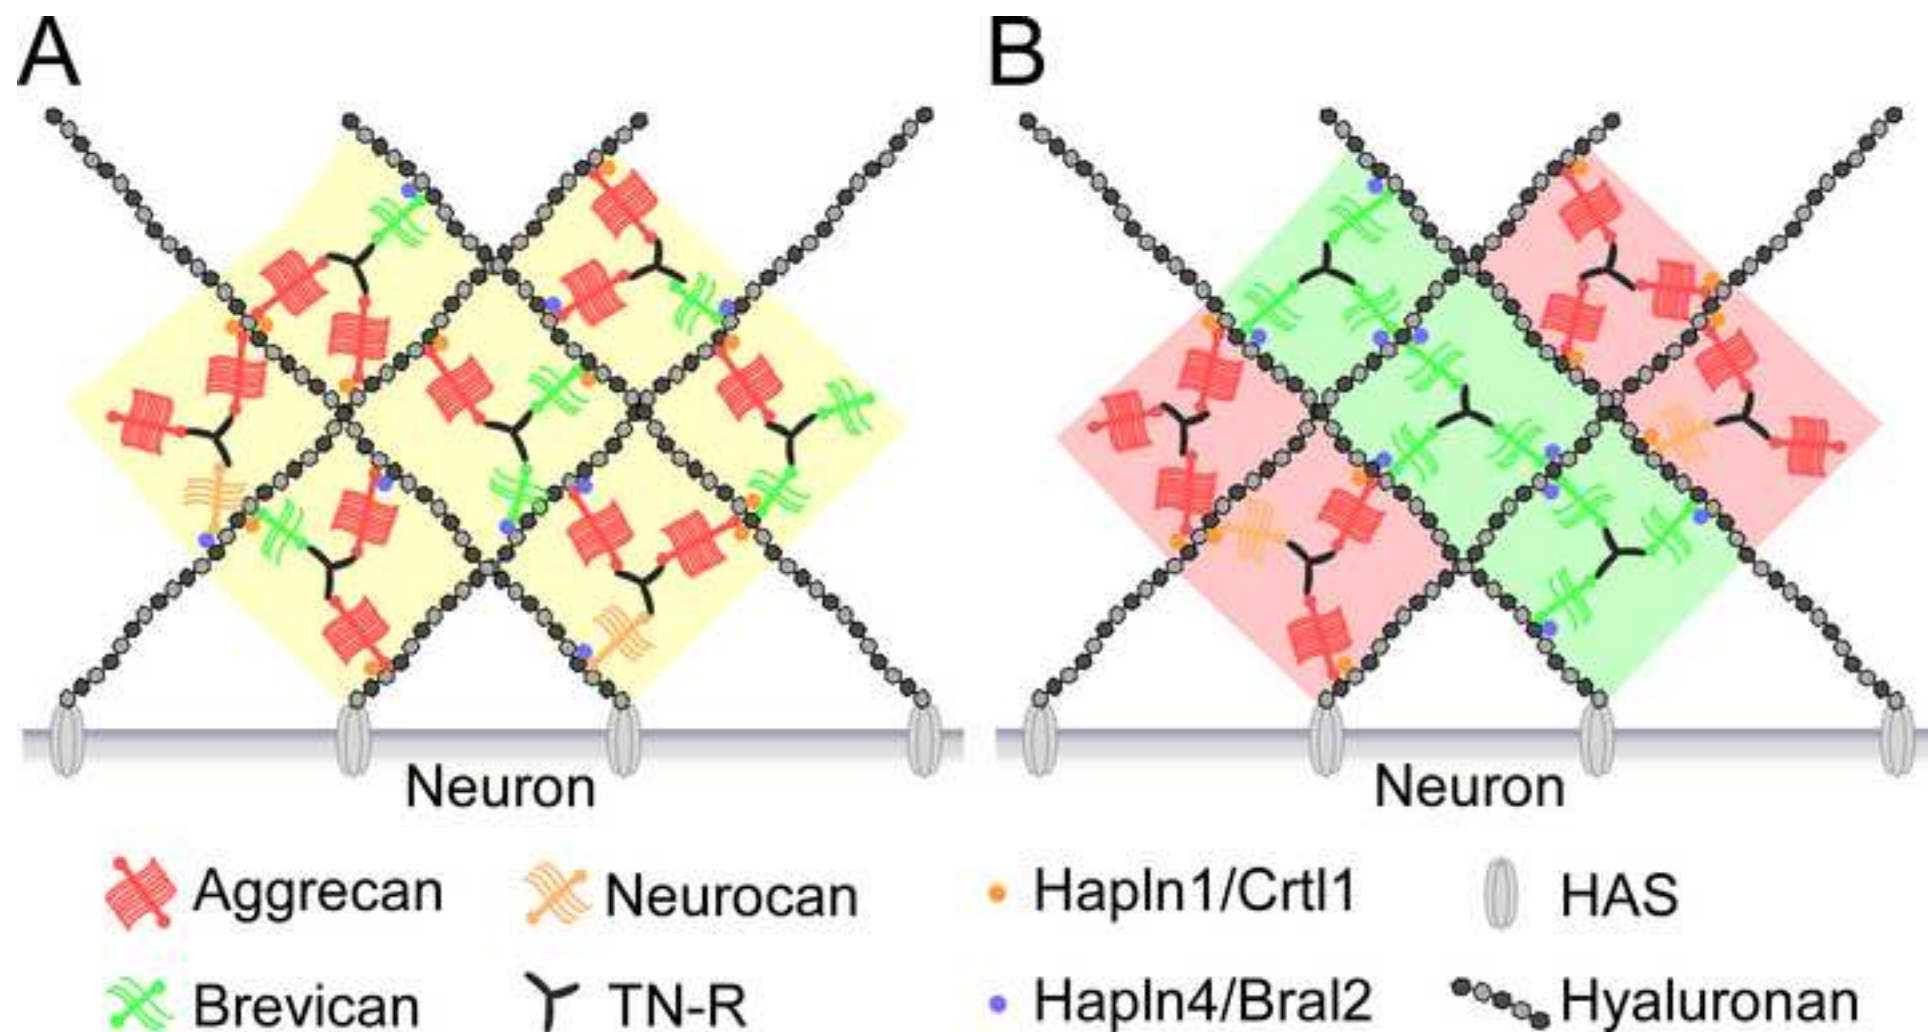 A B
Neuron Neuron
Aggrecan Neurocan Hapln1/Crtl1 HAS
Brevican TN-R Hapln4/Bral2 Hyaluronan